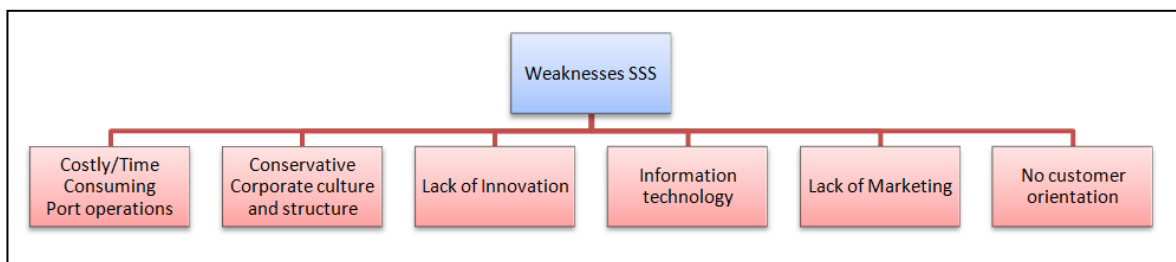 Weaknesses SSS
Costly/Time
Consuming
Port operations
Conservative
Corporate culture
and structure
Lack of Innovation
Information
technology
Lack of Marketing
No customer
orientation